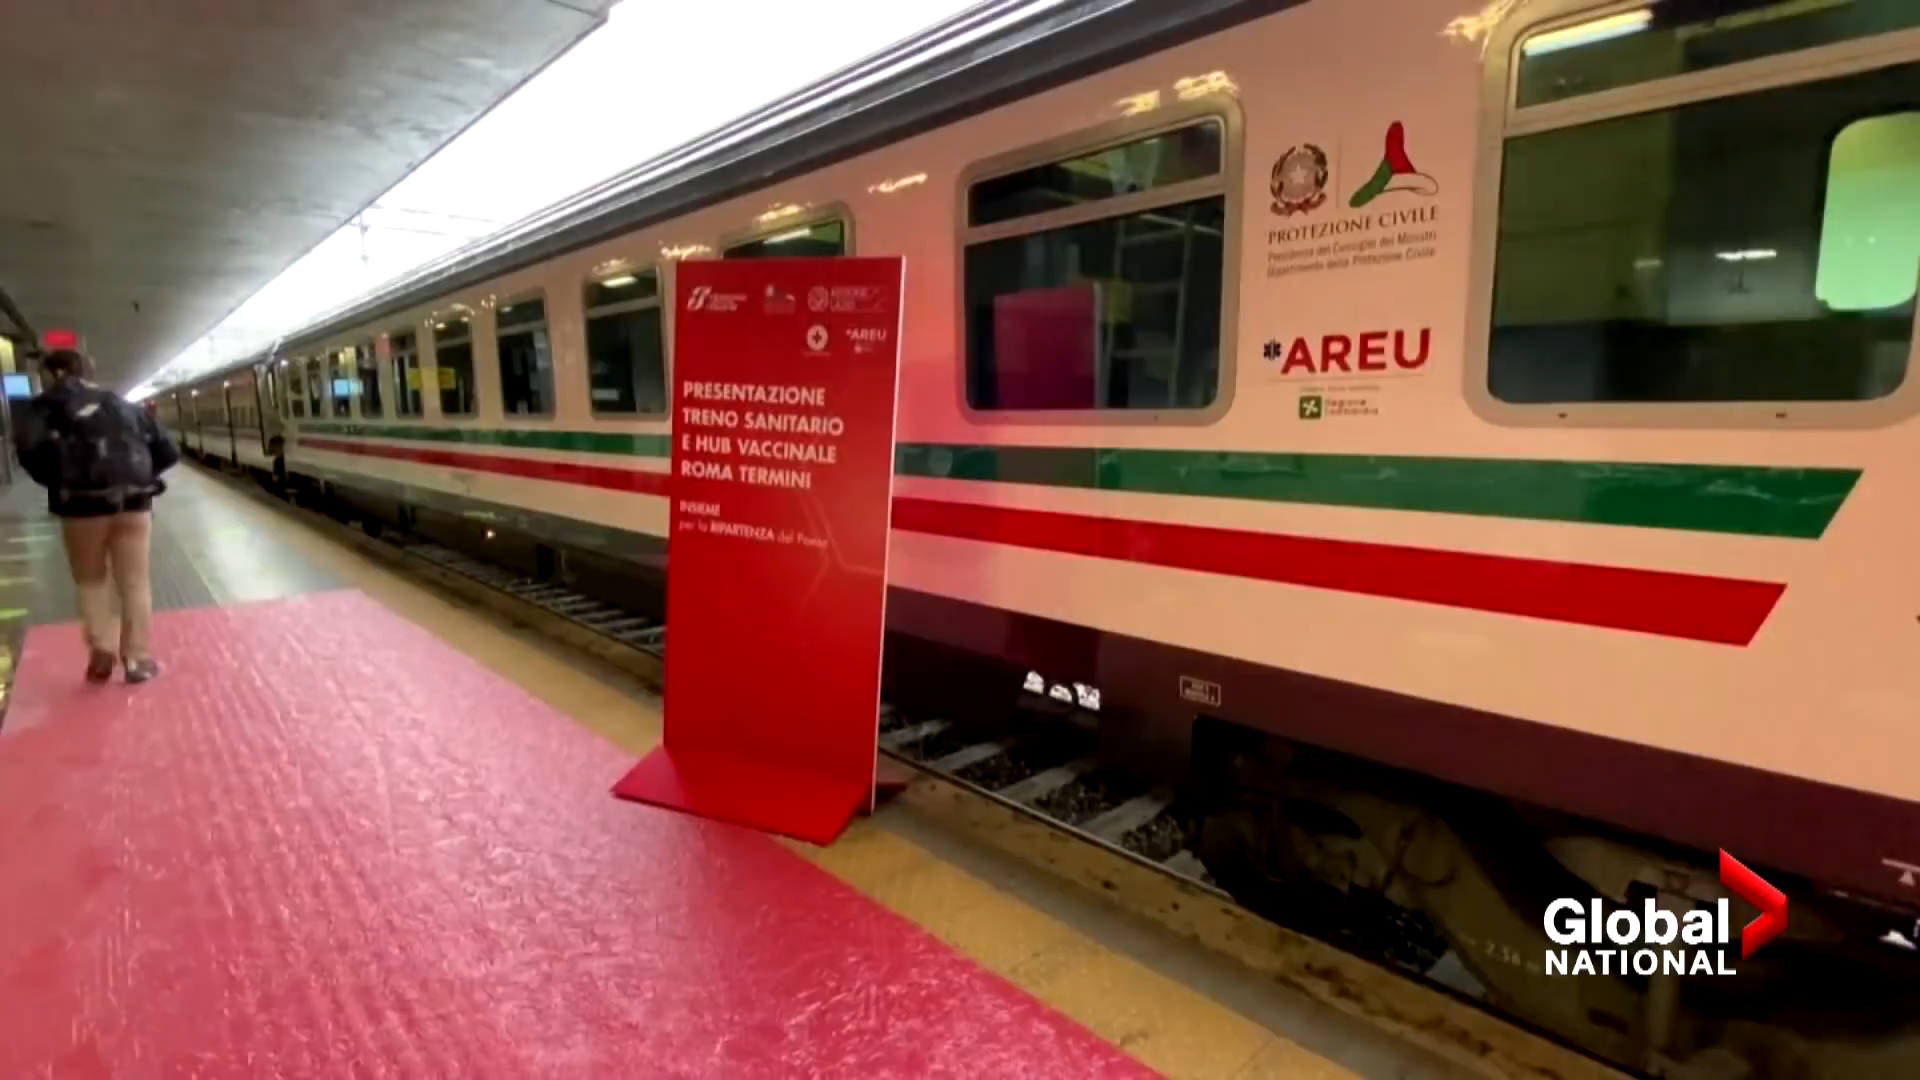 PROTEZIONE CIVILE
Presidenza del Consiglio dei Ministri
Dipartimento della Protezione Civile
*AREU
Regione
Lombardia
*AREU
PRESENTAZIONE
TRENO SANITARIO
E HUB VACCINALE
ROMA TERMINI
INSIEME
per la RIPARTENZA del Paese
Global
NATIONAL